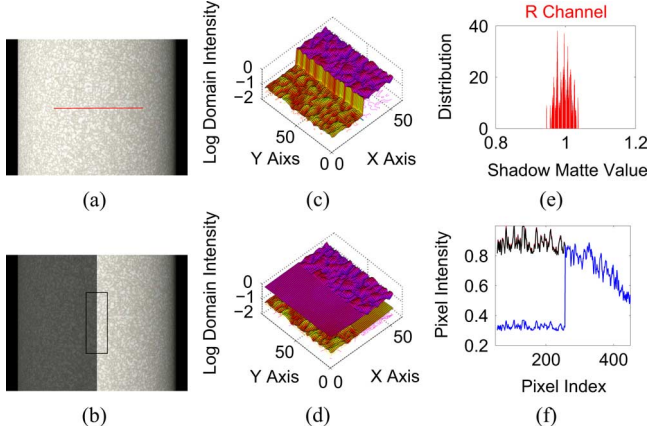 R Channel
Log Domain Intensity
0
−1
−2
50
0 0
50
Y Aixs
X Axis
Distribution
40
20
0
0.8
1
1.2
Shadow Matte Value
(a)
(c)
(e)
Log Domain Intensity
0
−1
−2
50
0 0
50
Y Axis
X Axis
Pixel Intensity
0.8
0.6
0.4
0.2
200
400
Pixel Index
(b)
(d)
(f)